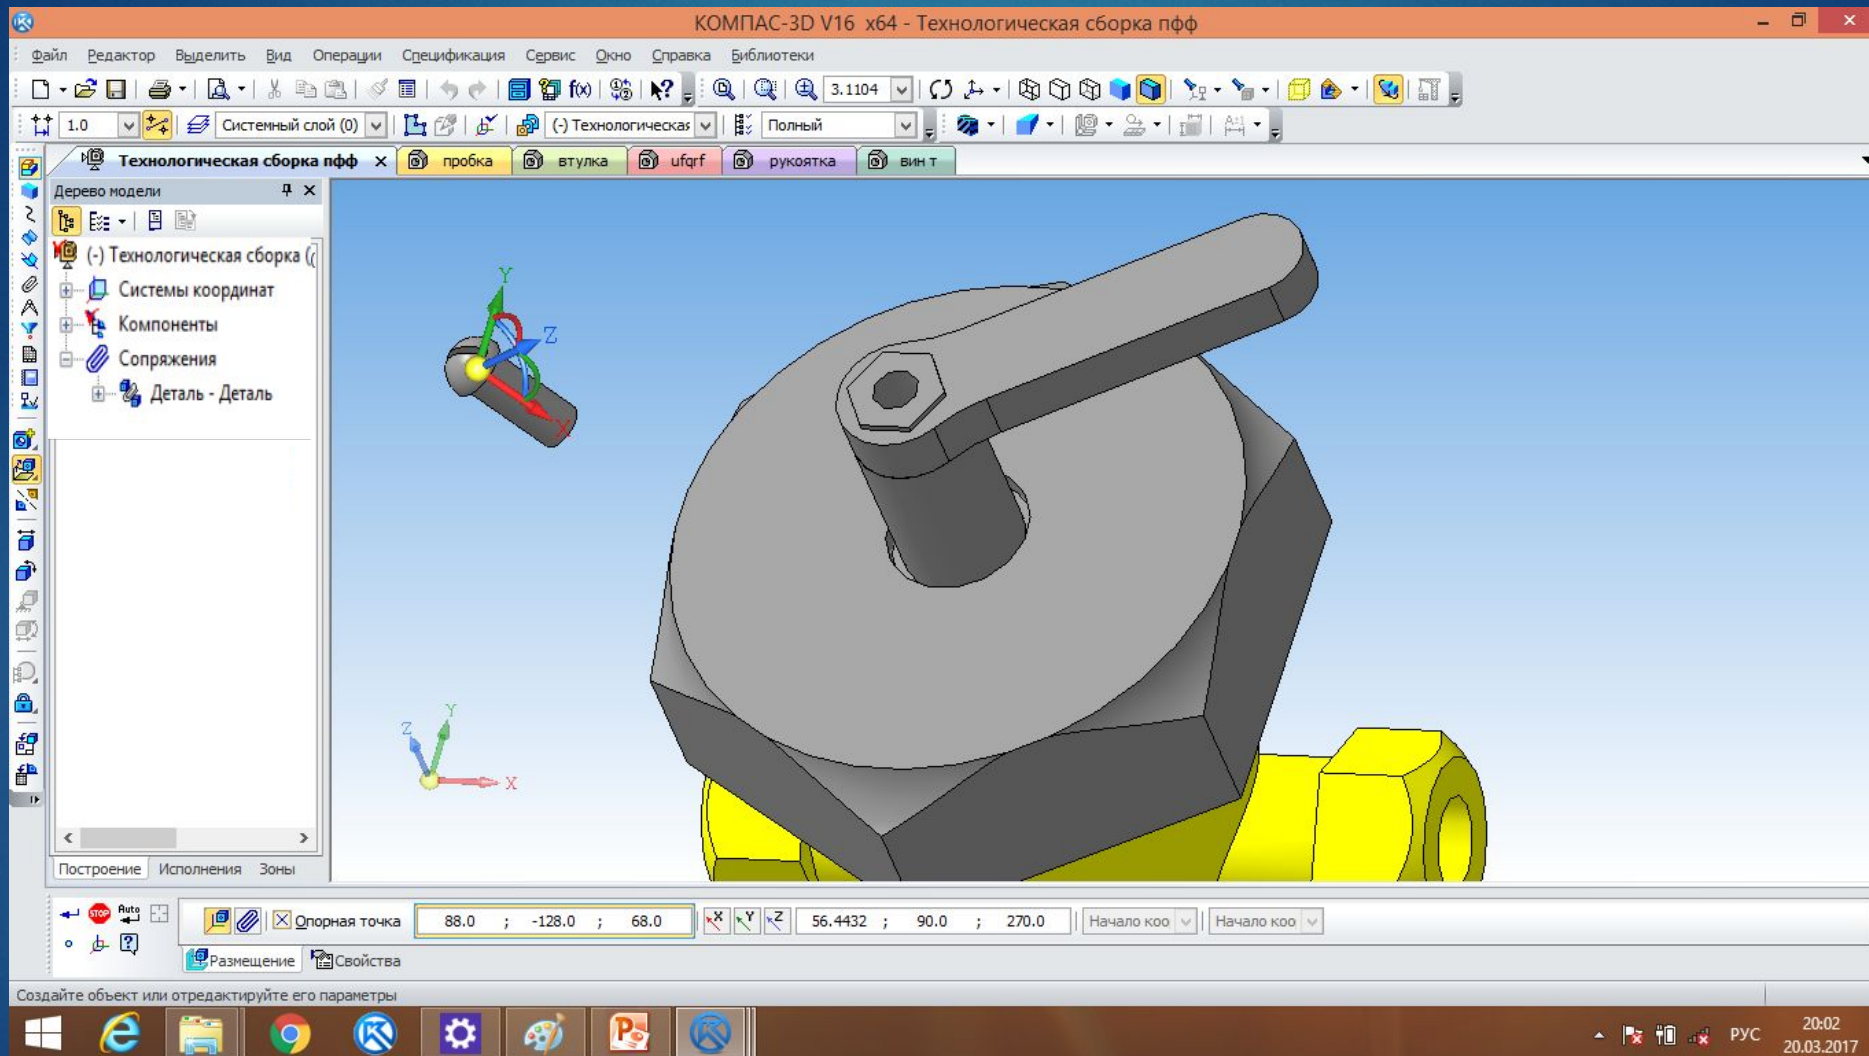 КОМПАС-3D V16 x64 - Технологическая сборка пфф
Файл Редактор Выделить Вид Операции Спецификация Сервис Окно Справка Библиотеки
3.1104
1.0 Системный слой (0) (-) Технологическая Полный
Технологическая сборка пфф пробка втулка ufqrf рукоятка вин т
Дерево модели
(-) Технологическая сборка (
Системы координат
Компоненты
Сопряжения
Деталь - Деталь
Y
Z
X
Y
Z
X
Построение Исполнения Зоны
STOP Auto Опорная точка 88.0 ; -128.0 ; 68.0 X Y Z 56.4432 ; 90.0 ; 270.0 Начало коо Начало коо
Размещение Свойства
Создайте объект или отредактируйте его параметры
РУС 20:02
20.03.2017